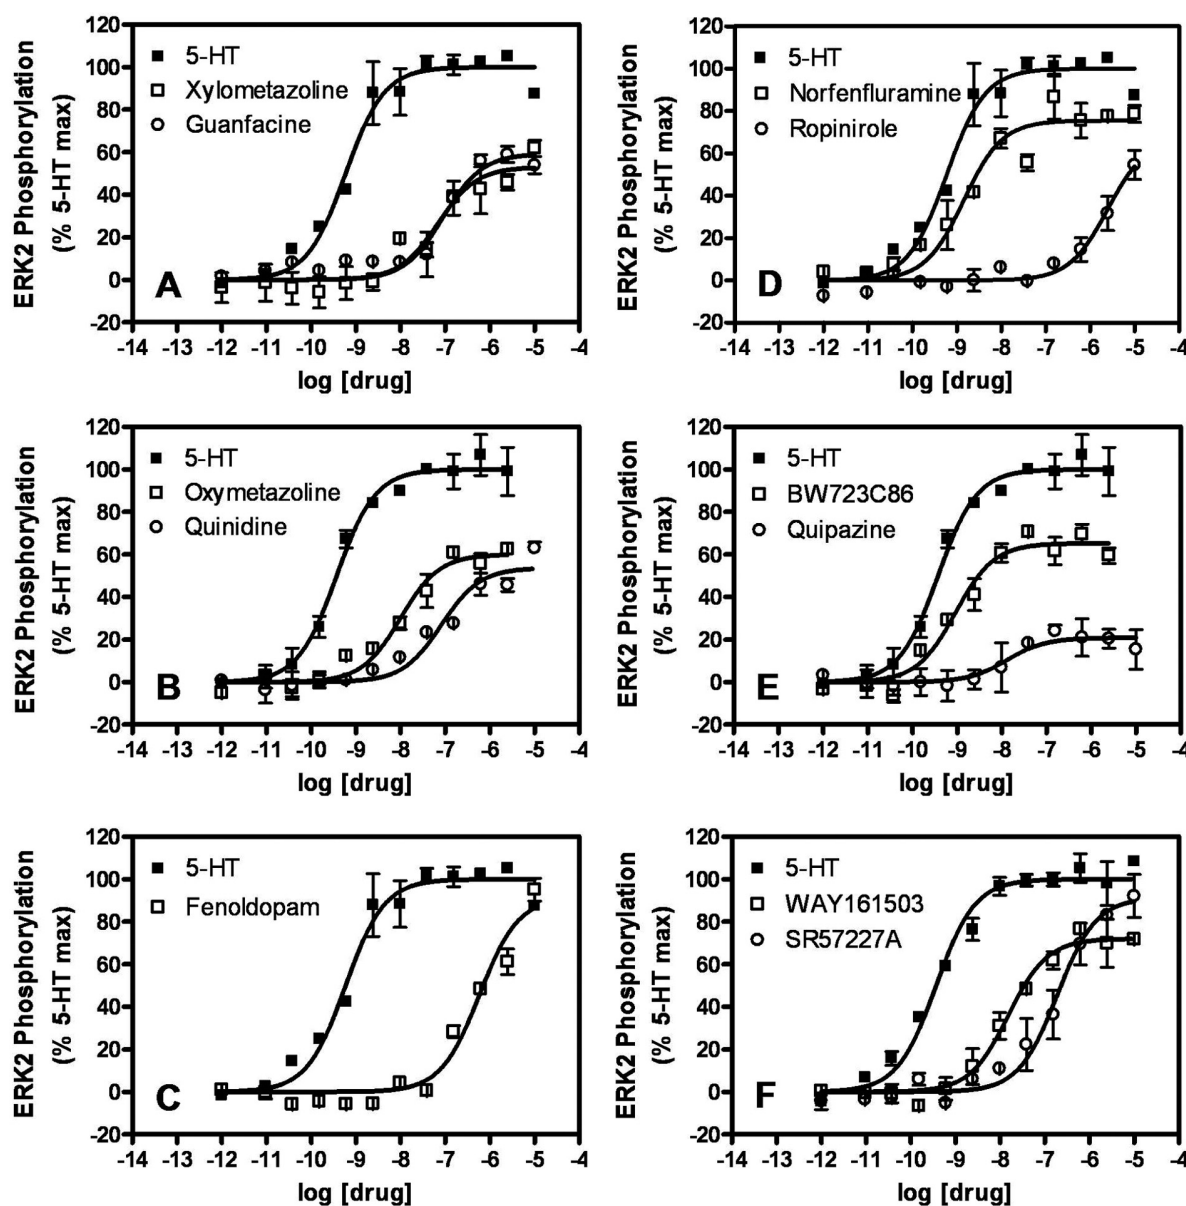 ERK2 Phosphorylation
(% 5-HT max)
120
100
80
60
40
20
0
-20
5-HT
Xylometazoline
Guanfacine
A
-14 -13 -12 -11 -10 -9 -8 -7 -6 -5 -4
log [drug]
ERK2 Phosphorylation
(% 5-HT max)
120
100
80
60
40
20
0
-20
5-HT
Norfenfluramine
Ropinirole
D
-14 -13 -12 -11 -10 -9 -8 -7 -6 -5 -4
log [drug]
ERK2 Phosphorylation
(% 5-HT max)
120
100
80
60
40
20
0
-20
5-HT
Oxymetazoline
Quinidine
B
-14 -13 -12 -11 -10 -9 -8 -7 -6 -5 -4
log [drug]
ERK2 Phosphorylation
(% 5-HT max)
120
100
80
60
40
20
0
-20
5-HT
BW723C86
Quipazine
E
-14 -13 -12 -11 -10 -9 -8 -7 -6 -5 -4
log [drug]
ERK2 Phosphorylation
(% 5-HT max)
120
100
80
60
40
20
0
-20
5-HT
Fenoldopam
C
-14 -13 -12 -11 -10 -9 -8 -7 -6 -5 -4
log [drug]
ERK2 Phosphorylation
(% 5-HT max)
120
100
80
60
40
20
0
-20
5-HT
WAY161503
SR57227A
F
-14 -13 -12 -11 -10 -9 -8 -7 -6 -5 -4
log [drug]